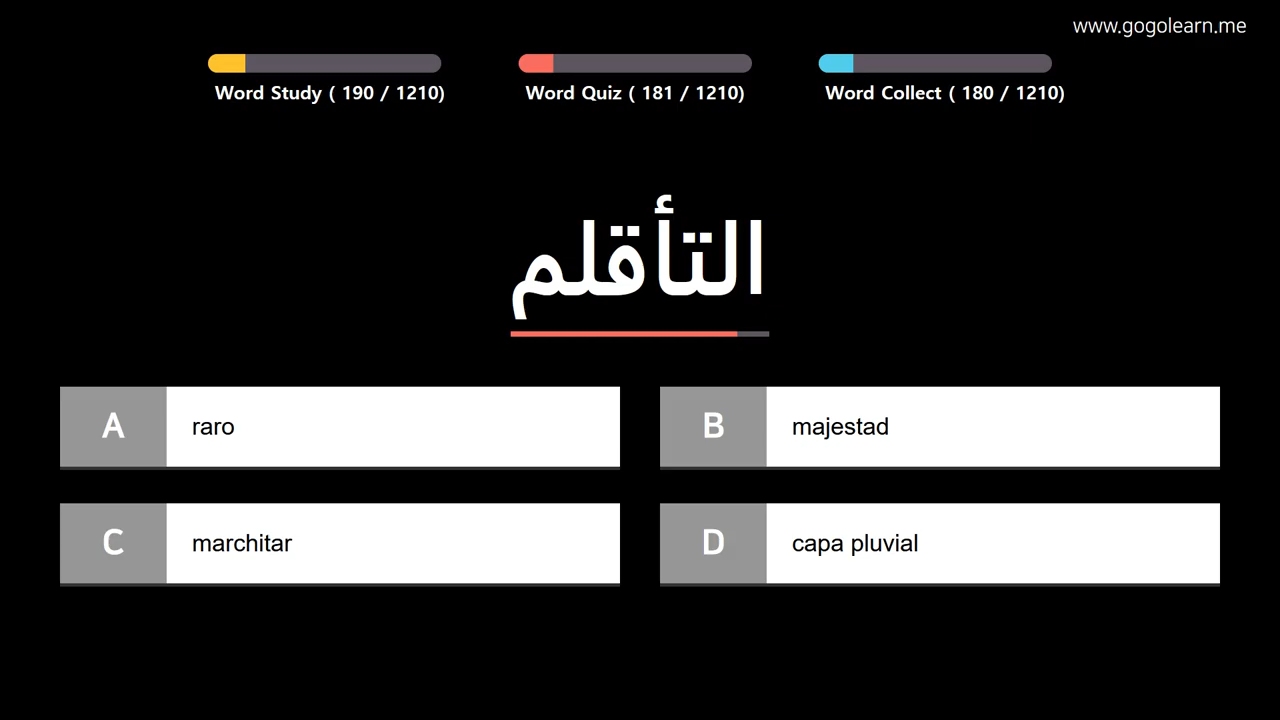 www.gogolearn.me
Word Study ( 190 / 1210)
Word Quiz ( 181 / 1210)
Word Collect ( 180 / 1210)
التأقلم
A
raro
B
majestad
C
marchitar
D
capa pluvial